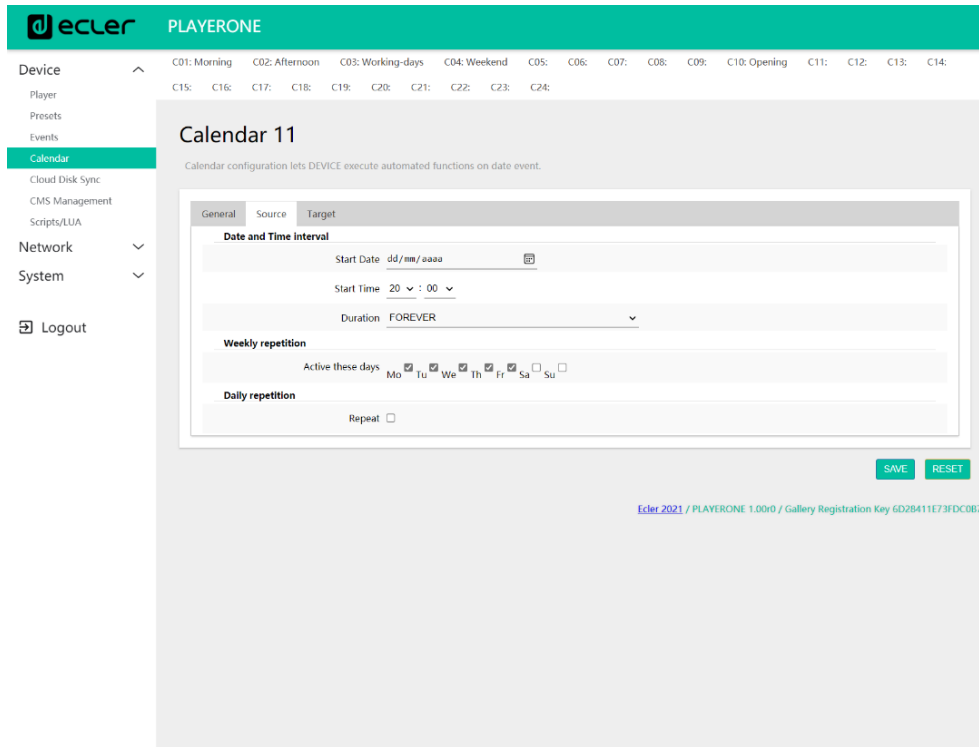 ecler PLAYERONE
Device
Player
Presets
Events
Calendar
Cloud Disk Sync
CMS Management
Scripts/LUA
Network
System
Logout
C01: Morning C02: Afternoon C03: Working-days C04: Weekend C05: C06: C07: C08: C09: C10: Opening C11: C12: C13: C14:
C15: C16: C17: C18: C19: C20: C21: C22: C23: C24:
Calendar 11
Calendar configuration lets DEVICE execute automated functions on date event.
General Source Target
Date and Time interval
Start Date dd/mm/aaaa
Start Time 20 : 00
Duration FOREVER
Weekly repetition
Active these days Mo Tu We Th Fr Sa Su
Daily repetition
Repeat
SAVE RESET
Ecler 2021 / PLAYERONE 1.00r0 / Gallery Registration Key 6D28411E73FDC0B